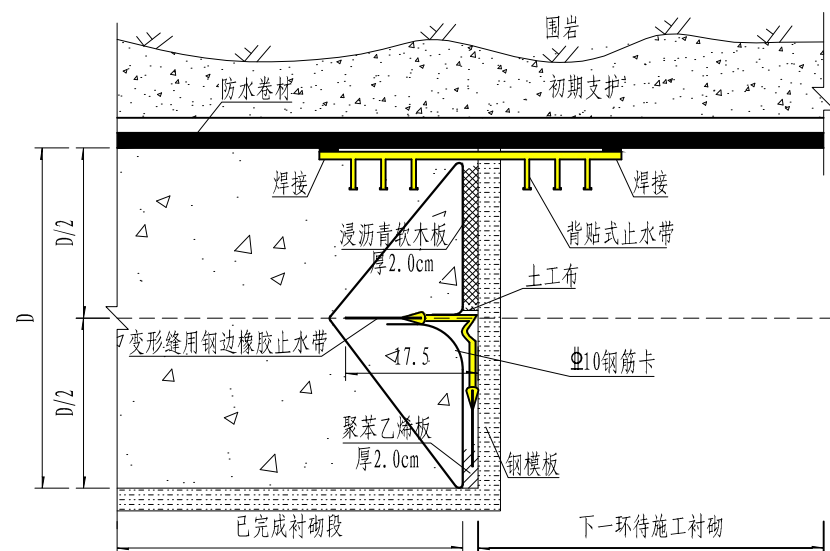 围岩
初期支护
防水卷材
焊接
焊接
浸沥青软木板
厚2.0cm
背贴式止水带
土工布
D/2
D
变形缝用钢边橡胶止水带
17.5
Φ10钢筋卡
D/2
聚苯乙烯板
厚2.0cm
钢模板
已完成衬砌段
下一环待施工衬砌